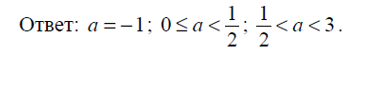 Ответ: a = −1; 0 ≤ a < 1/2; 1/2 < a < 3.